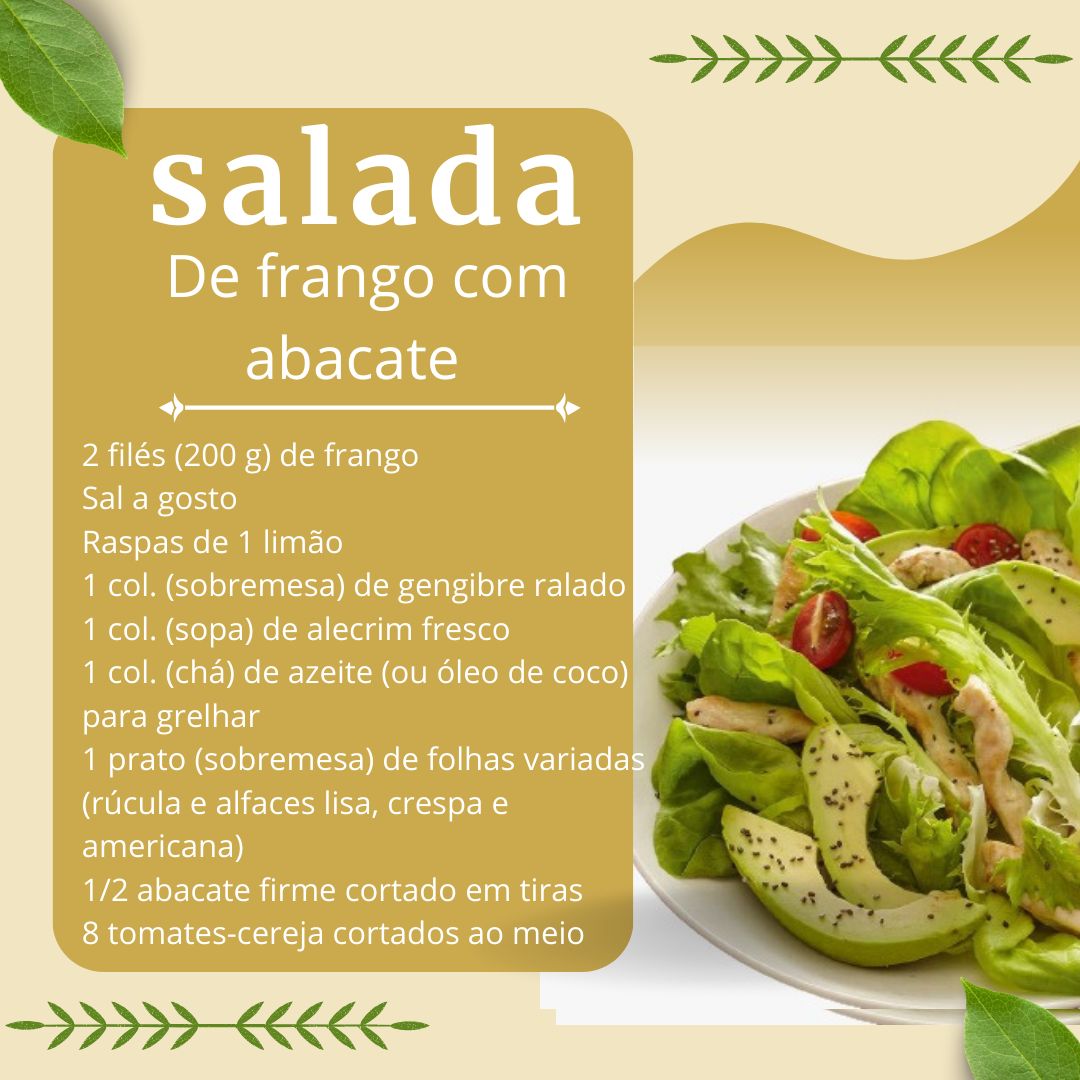 salada
De frango com
abacate
2 filés (200 g) de frango
Sal a gosto
Raspas de 1 limão
1 col. (sobremesa) de gengibre ralado
1 col. (sopa) de alecrim fresco
1 col. (chá) de azeite (ou óleo de coco)
para grelhar
1 prato (sobremesa) de folhas variadas
(rúcula e alfaces lisa, crespa e
americana)
1/2 abacate firme cortado em tiras
8 tomates-cereja cortados ao meio